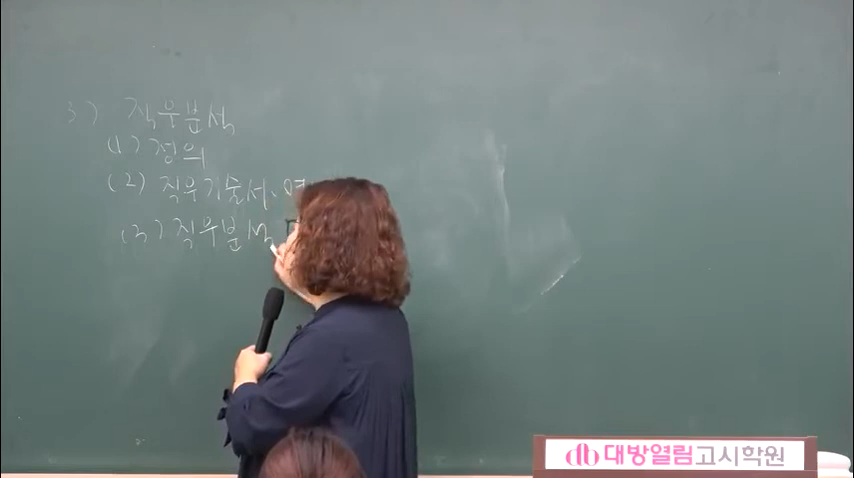 3) 직무분석
(1) 정의
(2) 직무기술서.
(3) 직무분석
대방열림고시학원